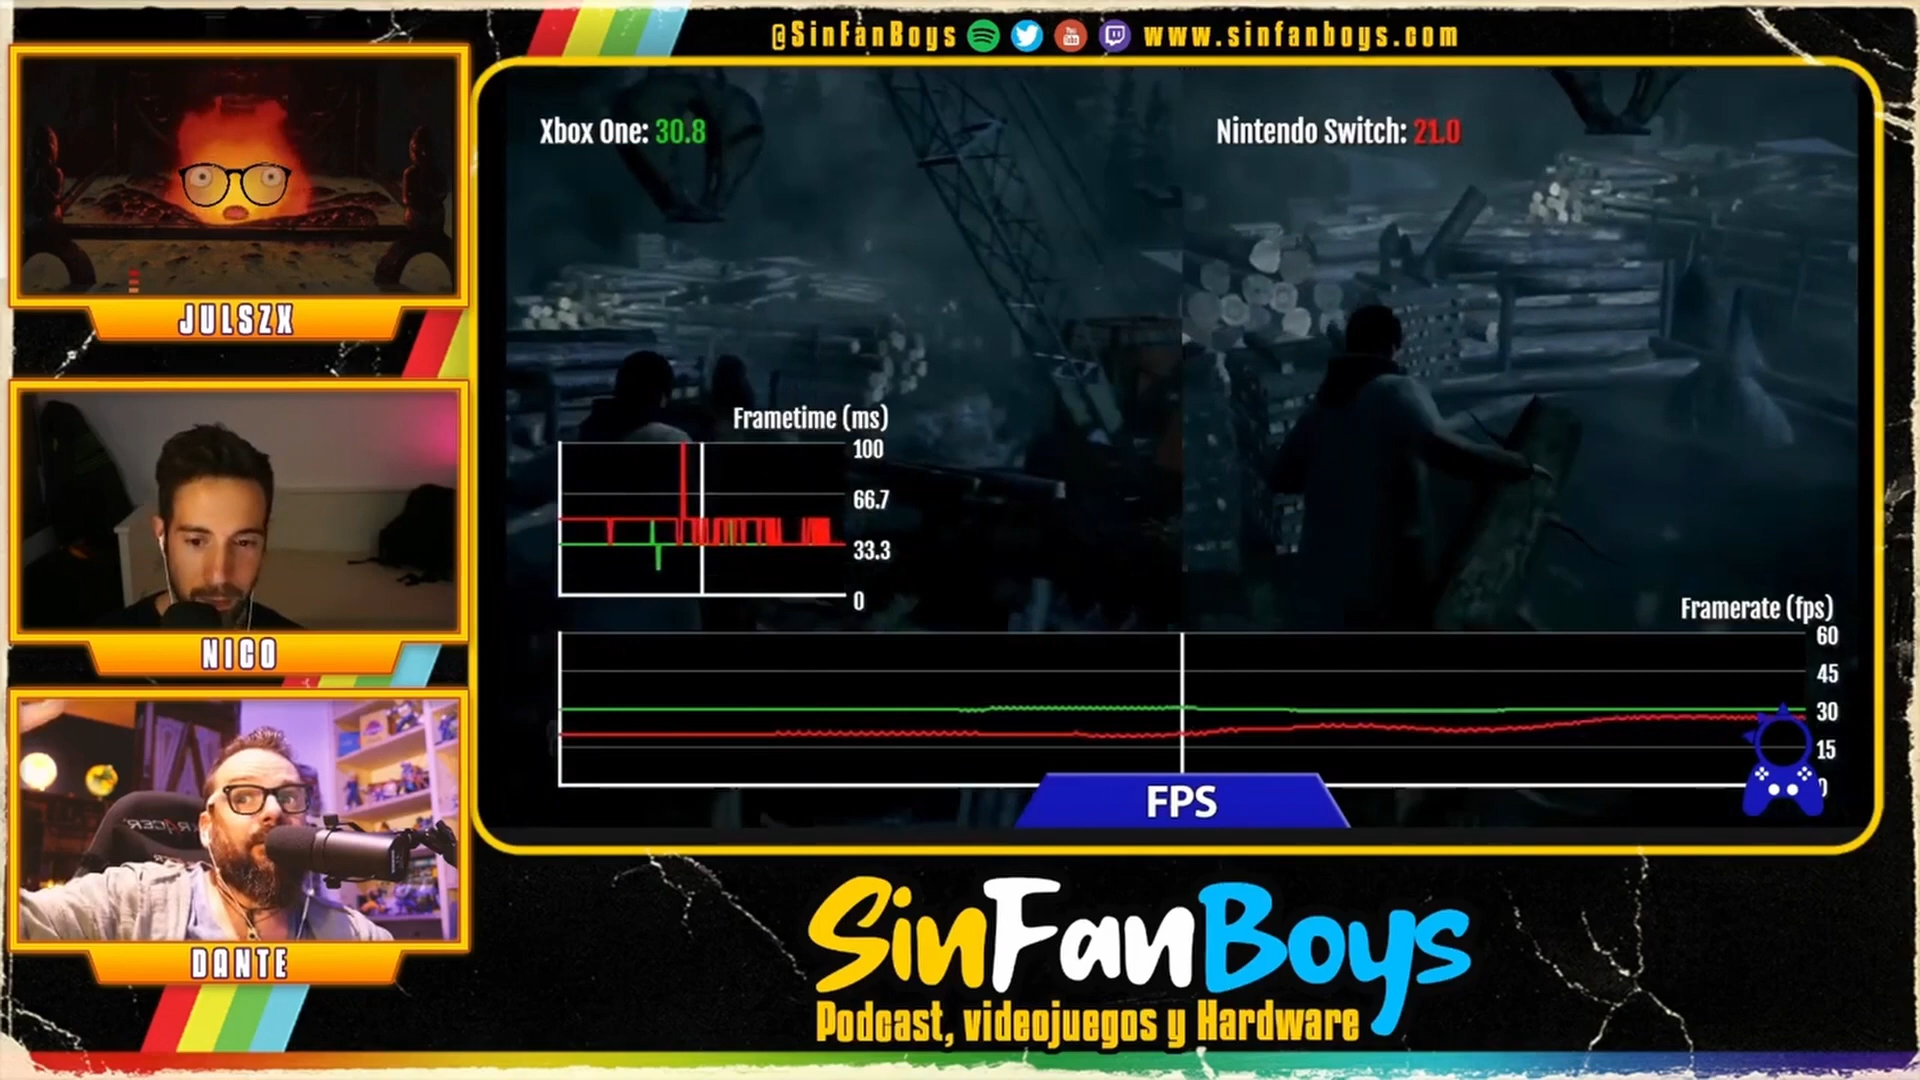 @SinFanBoys www.sinfanboys.com
JULSZX
NICO
DANTE
Xbox One: 30.8
Nintendo Switch: 21.0
Frametime (ms)
100
66.7
33.3
0
Framerate (fps)
60
45
30
15
0
FPS
SinFanBoys
Podcast, videojuegos y Hardware